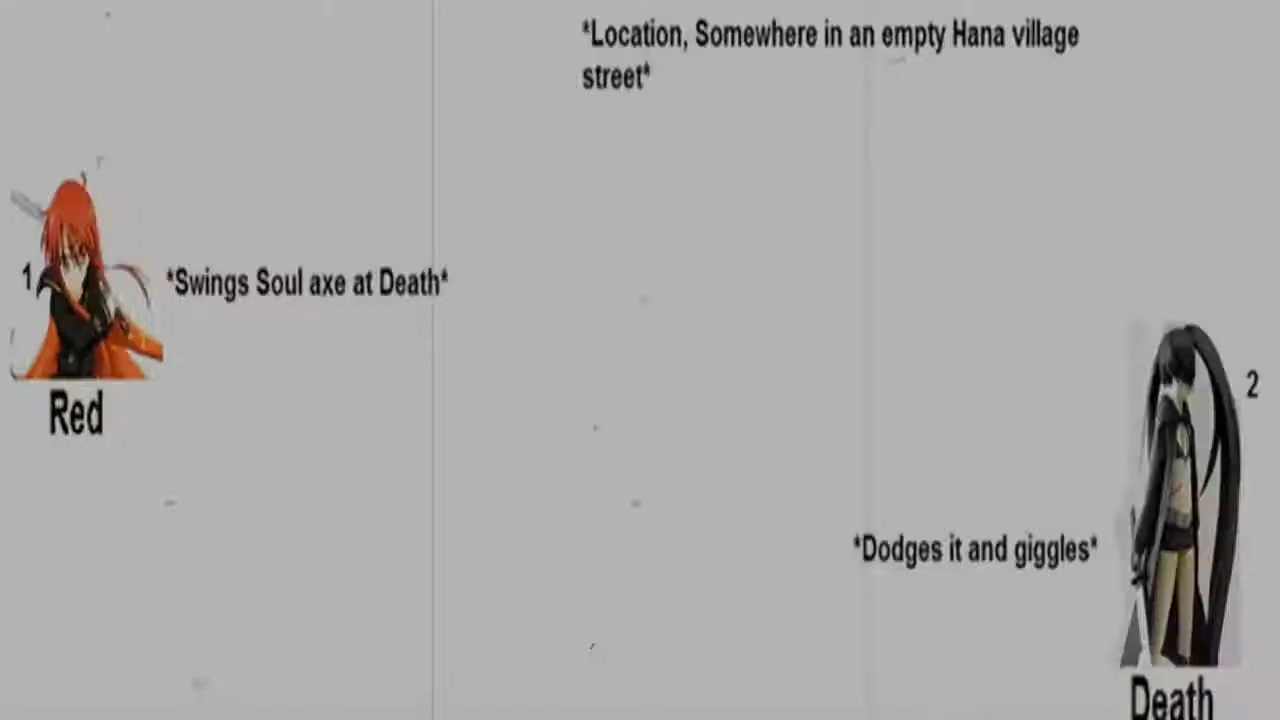 *Location, Somewhere in an empty Hana village
street*
1
*Swings Soul axe at Death*
Red
2
*Dodges it and giggles*
Death